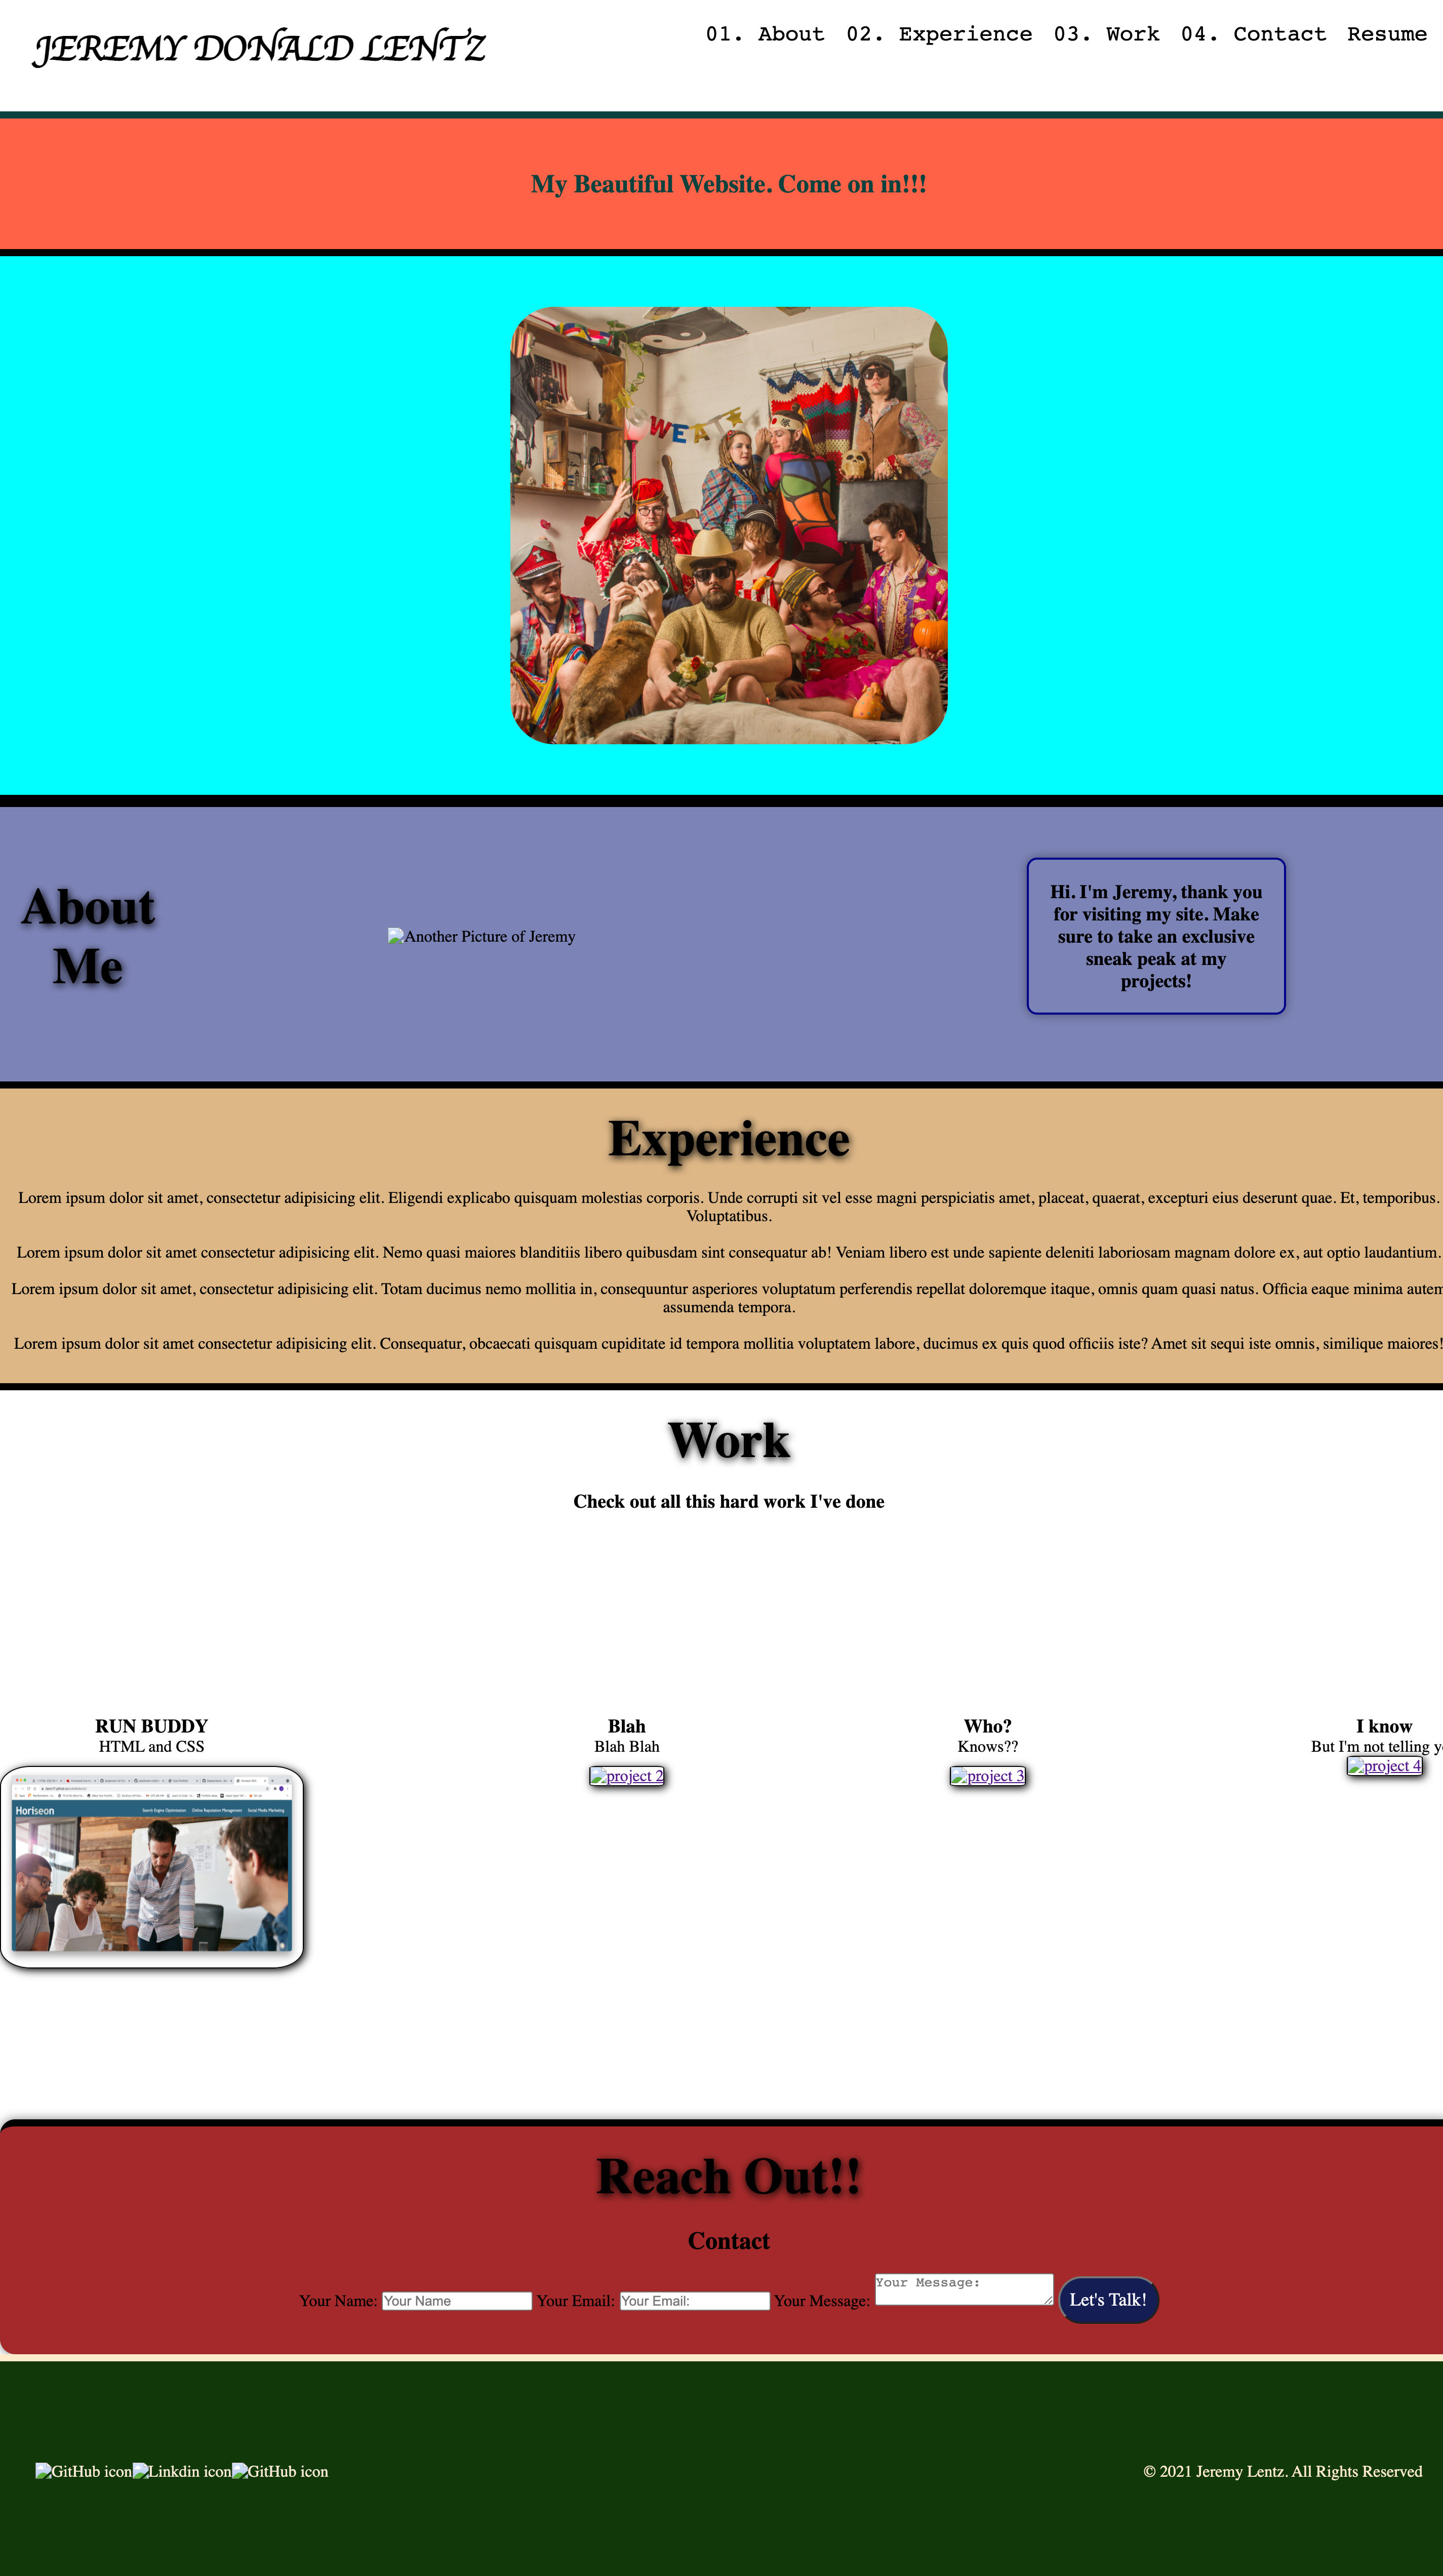 JEREMY DONALD LENTZ
01. About 02. Experience 03. Work 04. Contact Resume
My Beautiful Website. Come on in!!!
WEAT
About
Me
Another Picture of Jeremy
Hi. I'm Jeremy, thank you
for visiting my site. Make
sure to take an exclusive
sneak peak at my
projects!
Experience
Lorem ipsum dolor sit amet, consectetur adipisicing elit. Eligendi explicabo quisquam molestias corporis. Unde corrupti sit vel esse magni perspiciatis amet, placeat, quaerat, excepturi eius deserunt quae. Et, temporibus.
Voluptatibus.
Lorem ipsum dolor sit amet consectetur adipisicing elit. Nemo quasi maiores blanditiis libero quibusdam sint consequatur ab! Veniam libero est unde sapiente deleniti laboriosam magnam dolore ex, aut optio laudantium.
Lorem ipsum dolor sit amet, consectetur adipisicing elit. Totam ducimus nemo mollitia in, consequuntur asperiores voluptatum perferendis repellat doloremque itaque, omnis quam quasi natus. Officia eaque minima autem
assumenda tempora.
Lorem ipsum dolor sit amet consectetur adipisicing elit. Consequatur, obcaecati quisquam cupiditate id tempora mollitia voluptatem labore, ducimus ex quis quod officiis iste? Amet sit sequi iste omnis, similique maiores!
Work
Check out all this hard work I've done
RUN BUDDY
HTML and CSS
Horiseon
Search Engine Optimization Online Reputation Management Social Media Marketing
Blah
Blah Blah
project 2
Who?
Knows??
project 3
I know
But I'm not telling y
project 4
Reach Out!!
Contact
Your Name: Your Name Your Email: Your Email: Your Message: Your Message: Let's Talk!
GitHub icon Linkdin icon GitHub icon
© 2021 Jeremy Lentz. All Rights Reserved